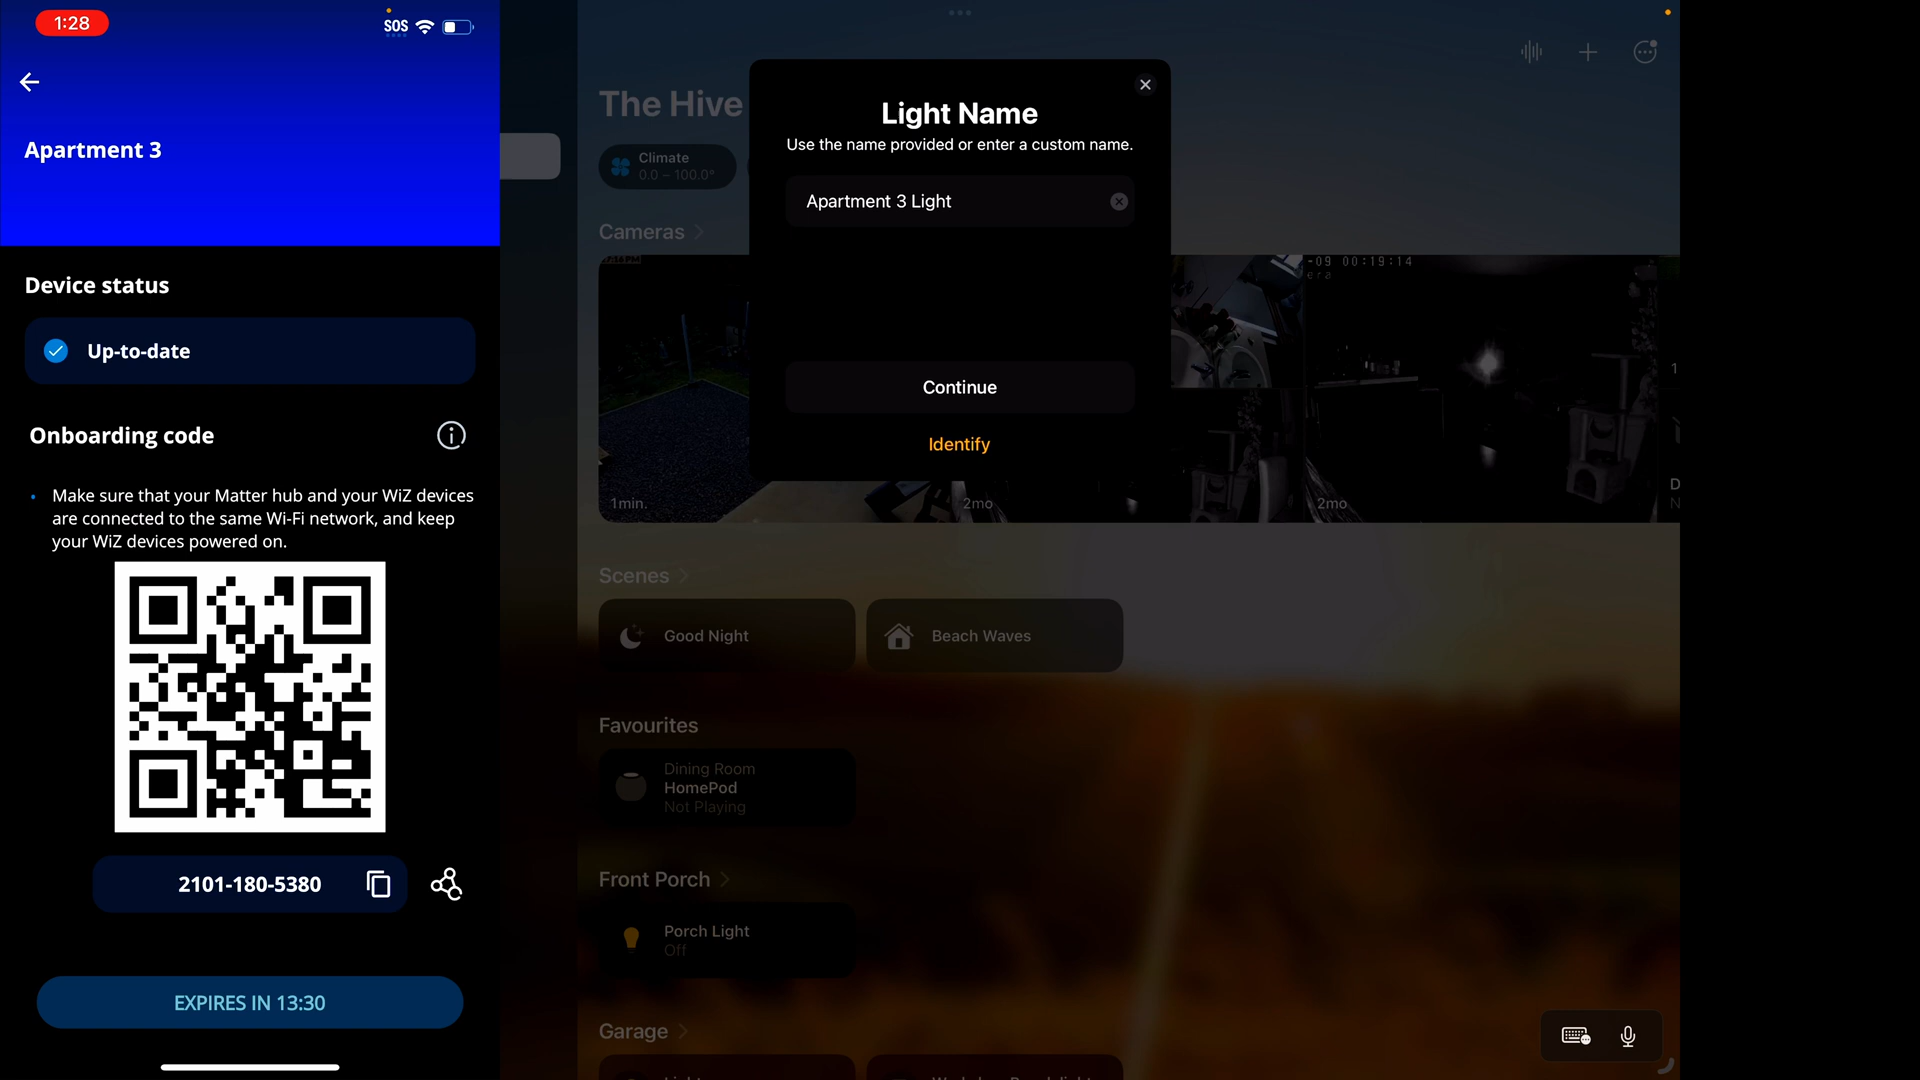 1:28
SOS
Apartment 3
Device status
Up-to-date
Onboarding code
Make sure that your Matter hub and your WiZ devices
are connected to the same Wi-Fi network, and keep
your WiZ devices powered on.
2101-180-5380
EXPIRES IN 13:30
The Hive
Climate
0.0 – 100.0°
Cameras
-09 00:19:14
era
1min.
2mo
2mo
1
D
N
Light Name
Use the name provided or enter a custom name.
Apartment 3 Light
Continue
Identify
Scenes
Good Night
Beach Waves
Favourites
Dining Room
HomePod
Not Playing
Front Porch
Porch Light
Off
Garage